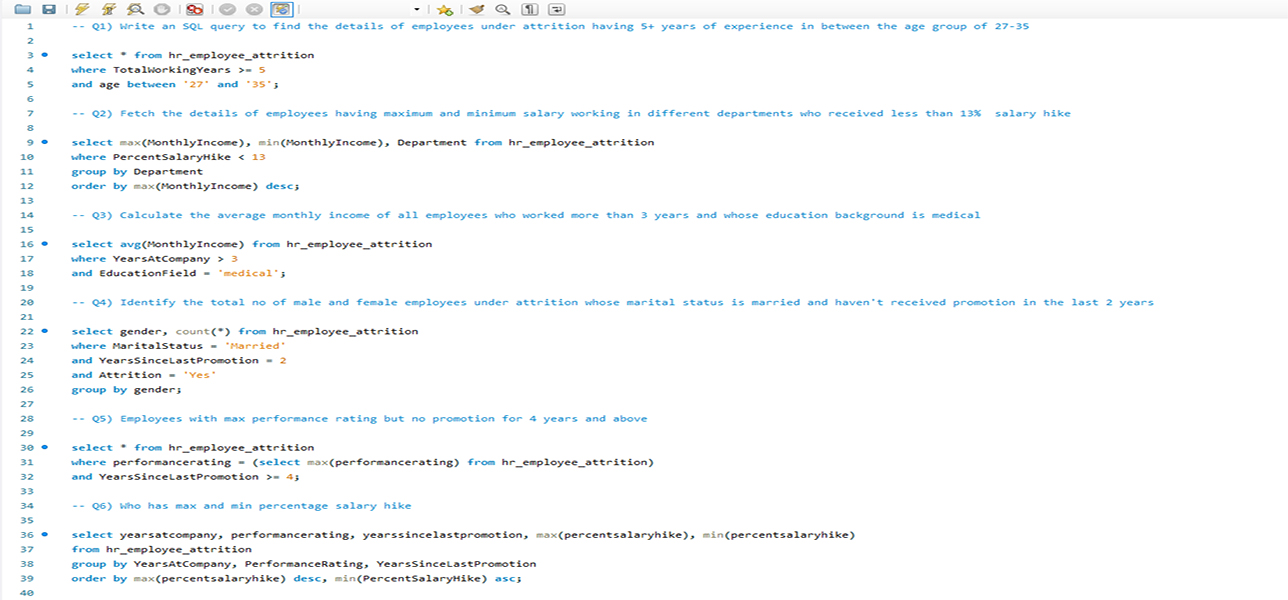 1 -- Q1) Write an SQL query to find the details of employees under attrition having 5+ years of experience in between the age group of 27-35
2
3 select * from hr_employee_attrition
4 where TotalWorkingYears >= 5
5 and age between '27' and '35';
6
7 -- Q2) Fetch the details of employees having maximum and minimum salary working in different departments who received less than 13%  salary hike
8
9 select max(MonthlyIncome), min(MonthlyIncome), Department from hr_employee_attrition
10 where PercentSalaryHike < 13
11 group by Department
12 order by max(MonthlyIncome) desc;
13
14 -- Q3) Calculate the average monthly income of all employees who worked more than 3 years and whose education background is medical
15
16 select avg(MonthlyIncome) from hr_employee_attrition
17 where YearsAtCompany > 3
18 and EducationField = 'medical';
19
20 -- Q4) Identify the total no of male and female employees under attrition whose marital status is married and haven't received promotion in the last 2 years
21
22 select gender, count(*) from hr_employee_attrition
23 where MaritalStatus = 'Married'
24 and YearsSinceLastPromotion = 2
25 and Attrition = 'Yes'
26 group by gender;
27
28 -- Q5) Employees with max performance rating but no promotion for 4 years and above
29
30 select * from hr_employee_attrition
31 where performancerating = (select max(performancerating) from hr_employee_attrition)
32 and YearsSinceLastPromotion >= 4;
33
34 -- Q6) Who has max and min percentage salary hike
35
36 select yearsatcompany, performancerating, yearssincelastpromotion, max(percentsalaryhike), min(percentsalaryhike)
37 from hr_employee_attrition
38 group by YearsAtCompany, PerformanceRating, YearsSinceLastPromotion
39 order by max(percentsalaryhike) desc, min(PercentSalaryHike) asc;
40